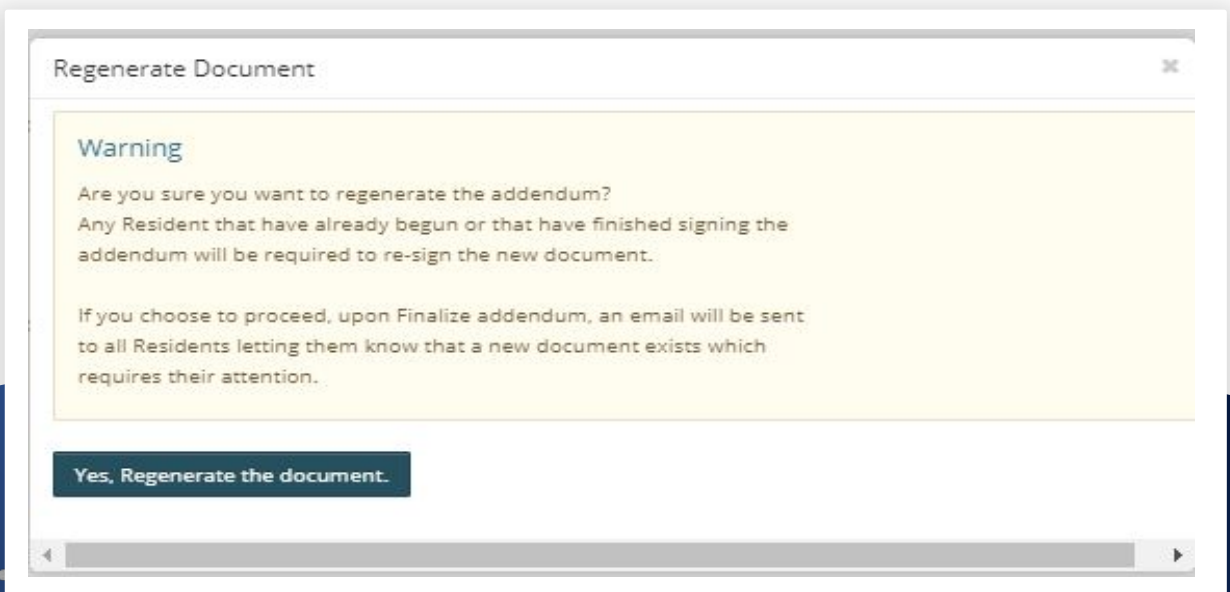 Regenerate Document
Warning
Are you sure you want to regenerate the addendum?
Any Resident that have already begun or that have finished signing the
addendum will be required to re-sign the new document.
If you choose to proceed, upon Finalize addendum, an email will be sent
to all Residents letting them know that a new document exists which
requires their attention.
Yes, Regenerate the document.